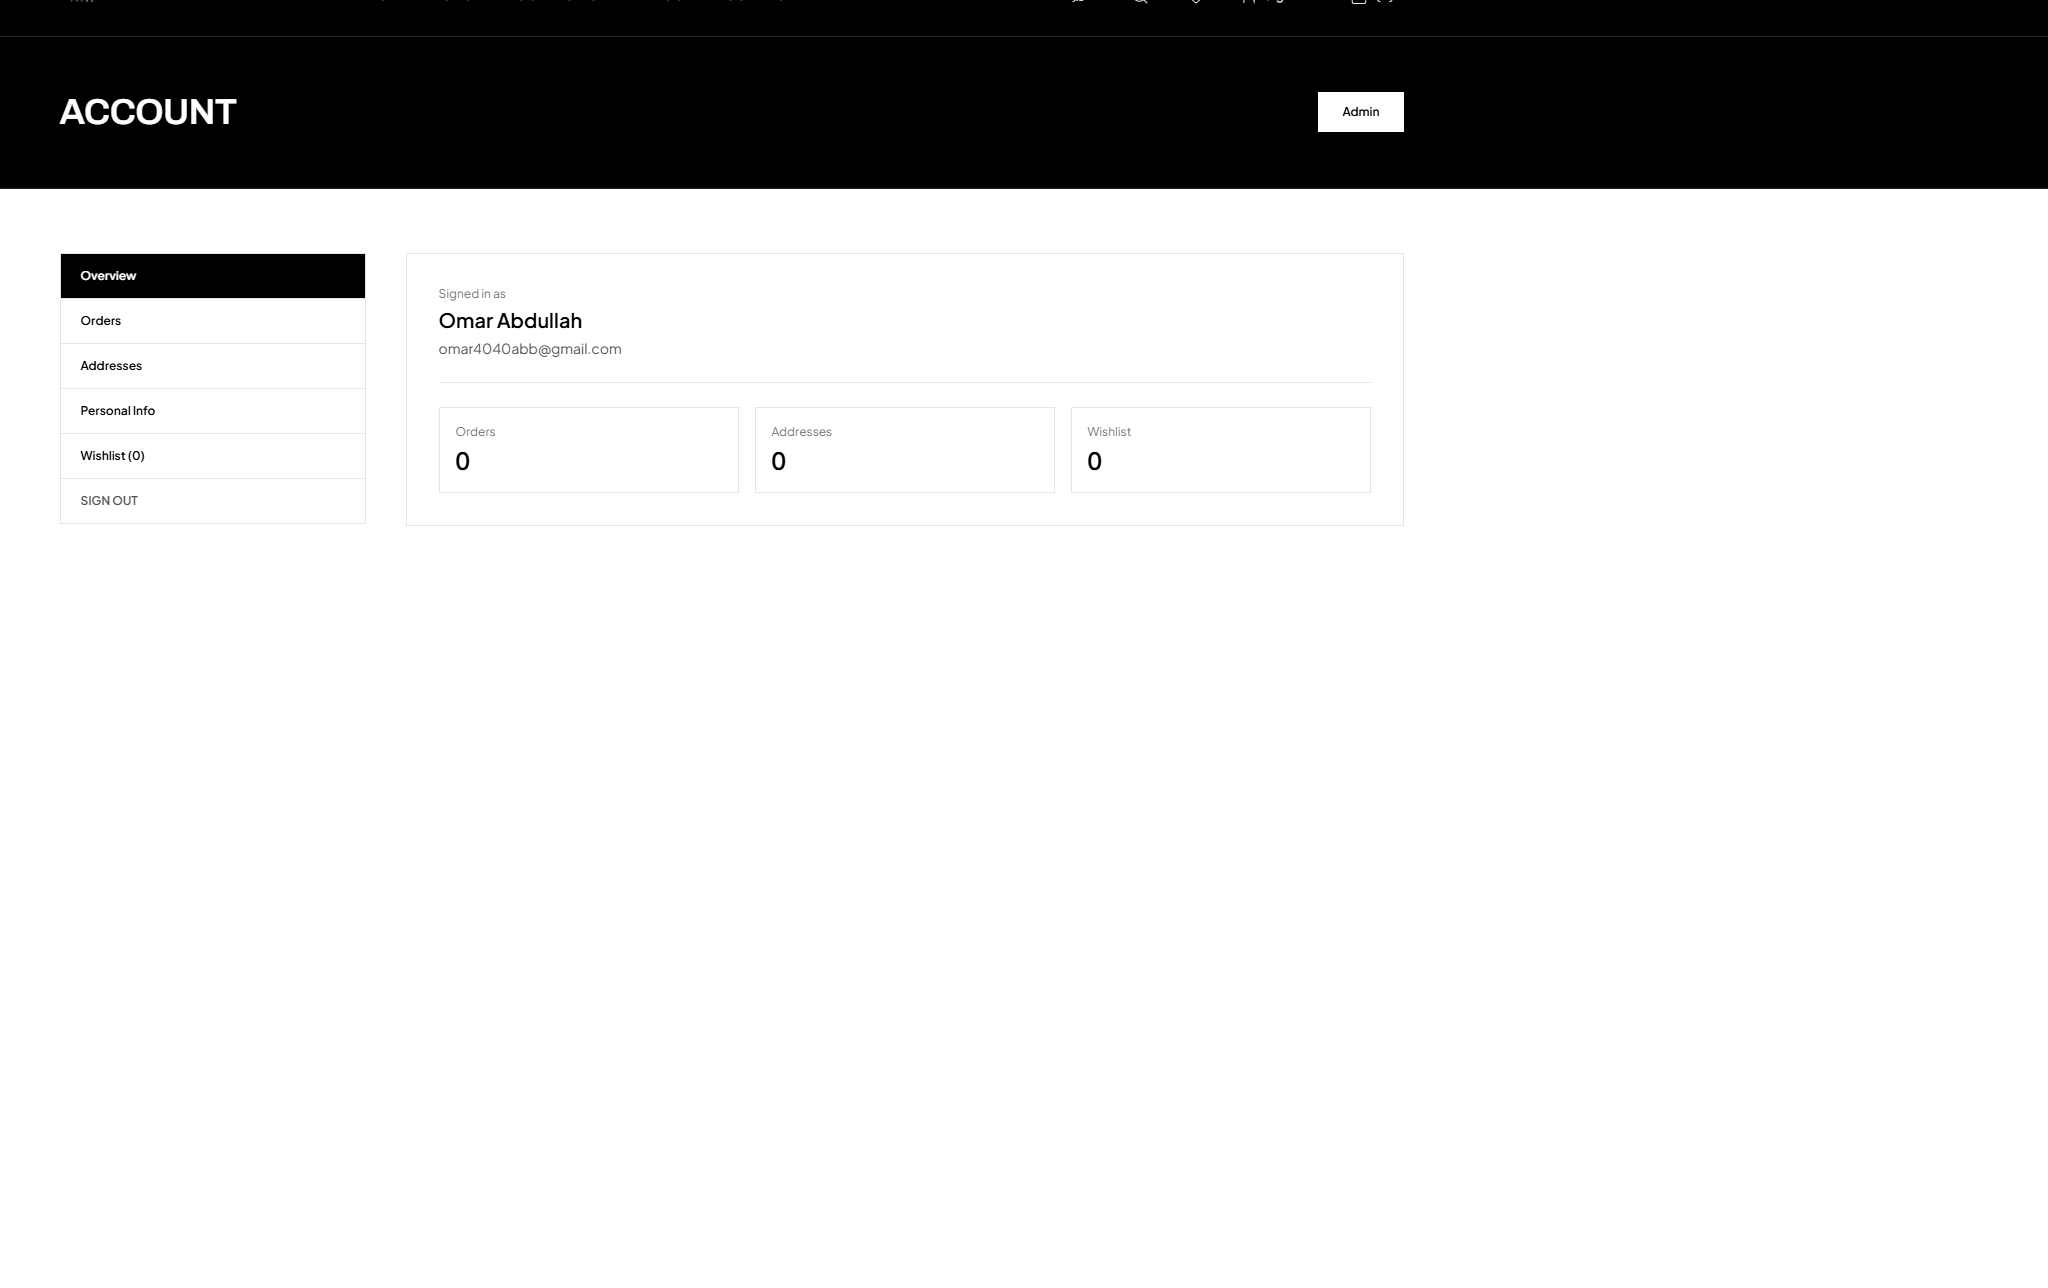 ACCOUNT
Admin
Overview
Orders
Addresses
Personal Info
Wishlist (0)
SIGN OUT
Signed in as
Omar Abdullah
omar4040abb@gmail.com
Orders
0
Addresses
0
Wishlist
0